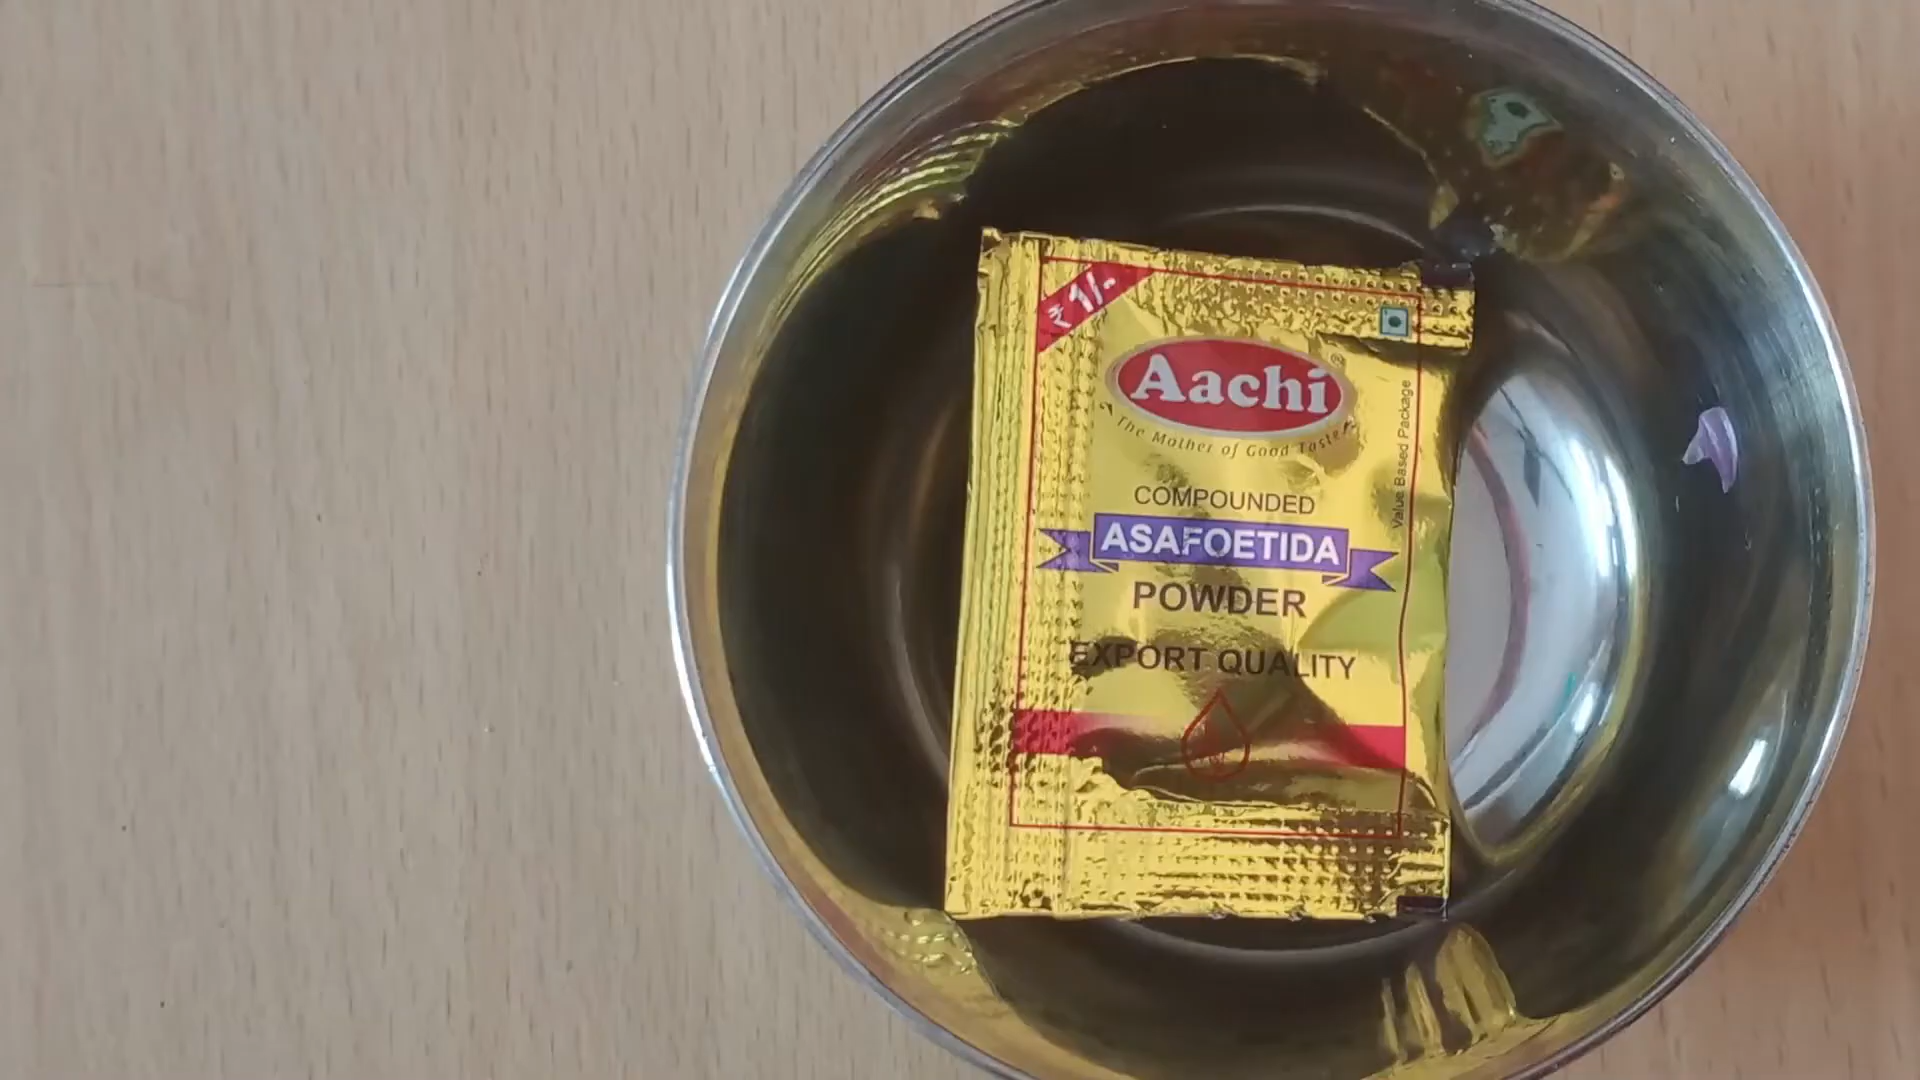 ₹ 1/-
Aachi®
The Mother of Good Taste
Value Based Package
COMPOUNDED
ASAFOETIDA
POWDER
EXPORT QUALITY